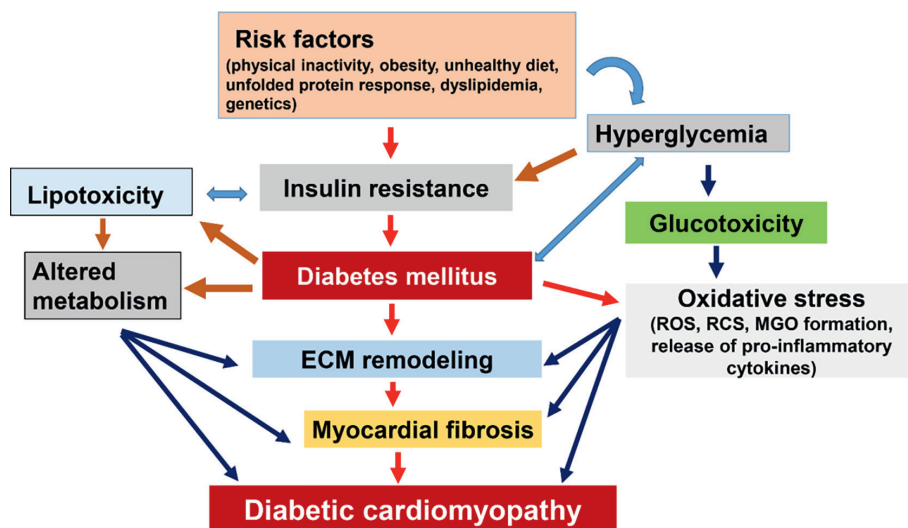 Risk factors
(physical inactivity, obesity, unhealthy diet,
unfolded protein response, dyslipidemia,
genetics)
Hyperglycemia
Insulin resistance
Lipotoxicity
Glucotoxicity
Altered
metabolism
Diabetes mellitus
Oxidative stress
(ROS, RCS, MGO formation,
release of pro-inflammatory
cytokines)
ECM remodeling
Myocardial fibrosis
Diabetic cardiomyopathy